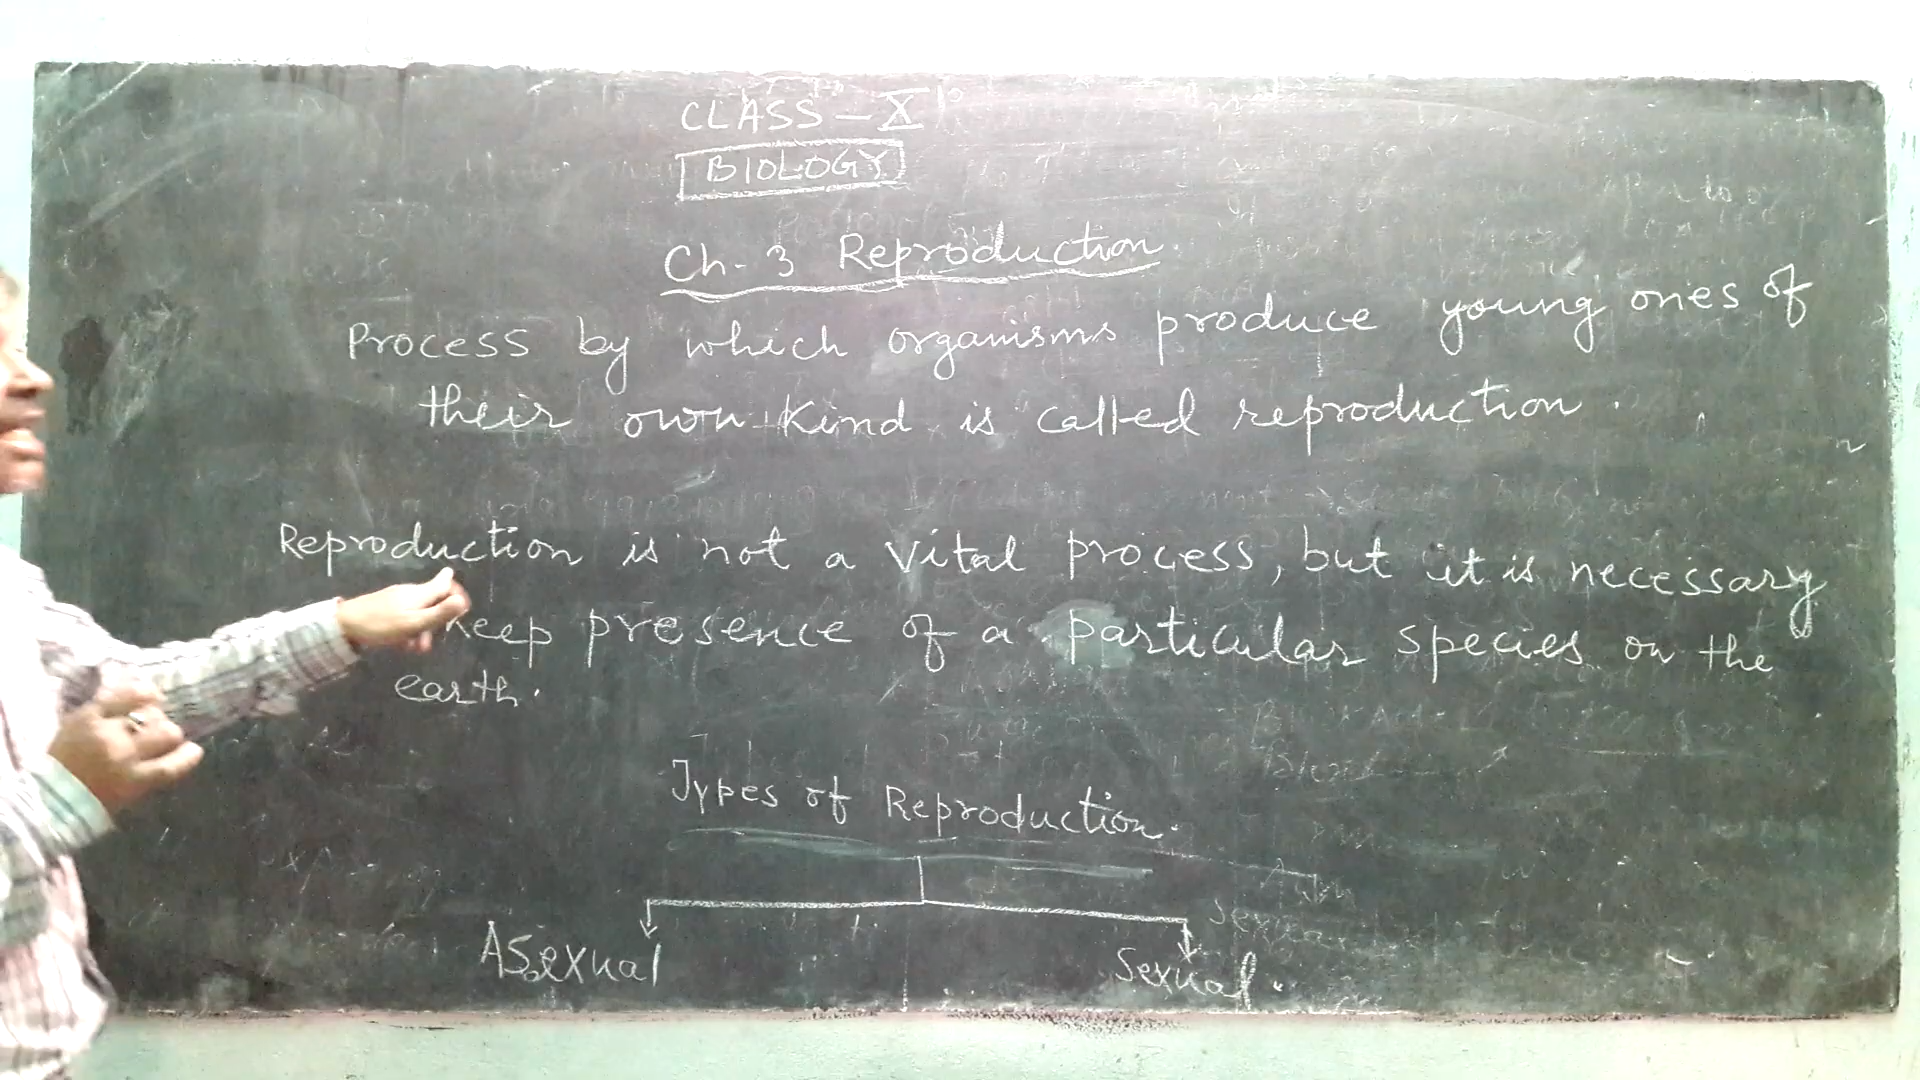 CLASS - X
BIOLOGY
Ch- 3 Reproduction.
Process by which organisms produce young ones of
their own kind is called reproduction.
Reproduction is not a vital process, but it is necessary
keep presence of a particular species on the
earth.
Types of Reproduction.
ASexual
Sexual.